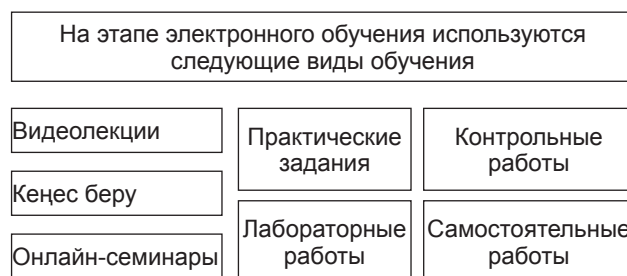 На этапе электронного обучения используются
следующие виды обучения
Видеолекции
Кеңес беру
Онлайн-семинары
Практические
задания
Лабораторные
работы
Контрольные
работы
Самостоятельные
работы